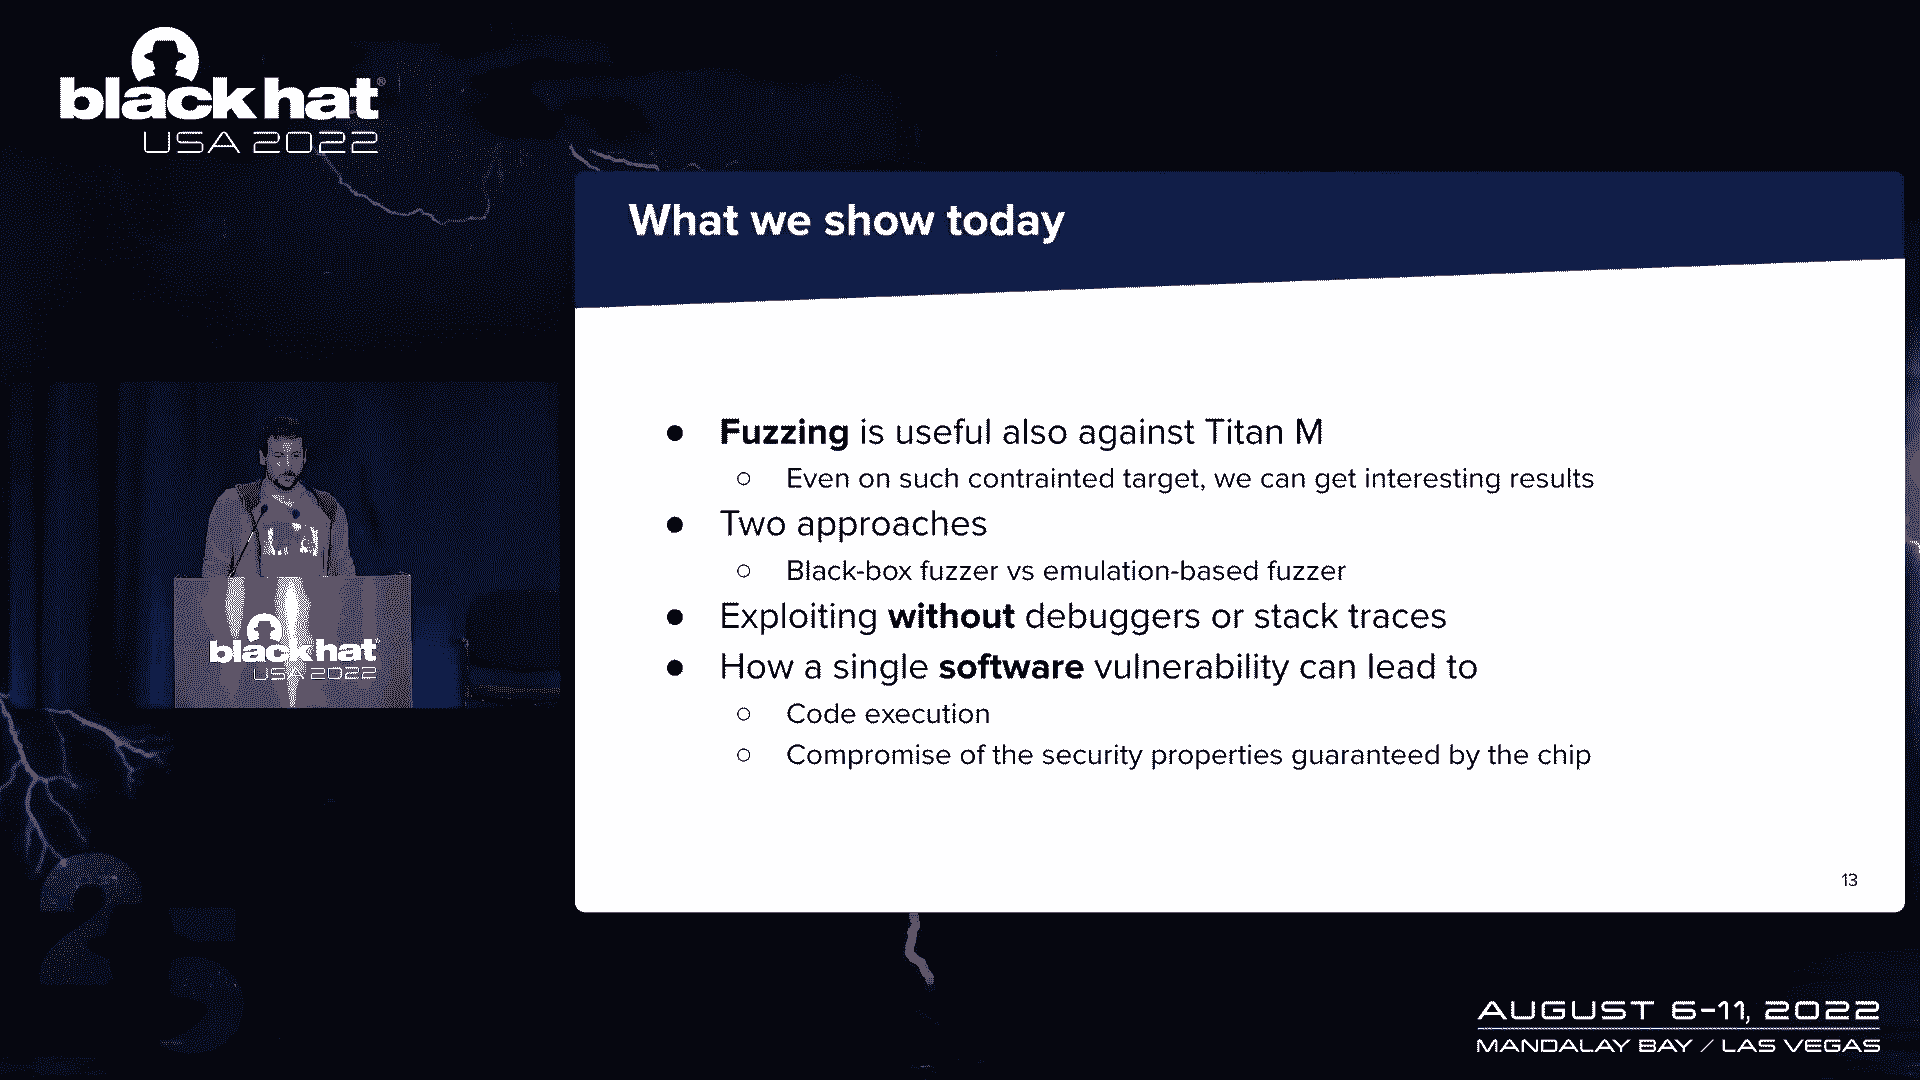 black hat®
USA 2022
What we show today
● Fuzzing is useful also against Titan M
○ Even on such contrainted target, we can get interesting results
● Two approaches
○ Black-box fuzzer vs emulation-based fuzzer
● Exploiting without debuggers or stack traces
● How a single software vulnerability can lead to
○ Code execution
○ Compromise of the security properties guaranteed by the chip
13
black hat
USA 2022
25
AUGUST 6-11, 2022
MANDALAY BAY / LAS VEGAS